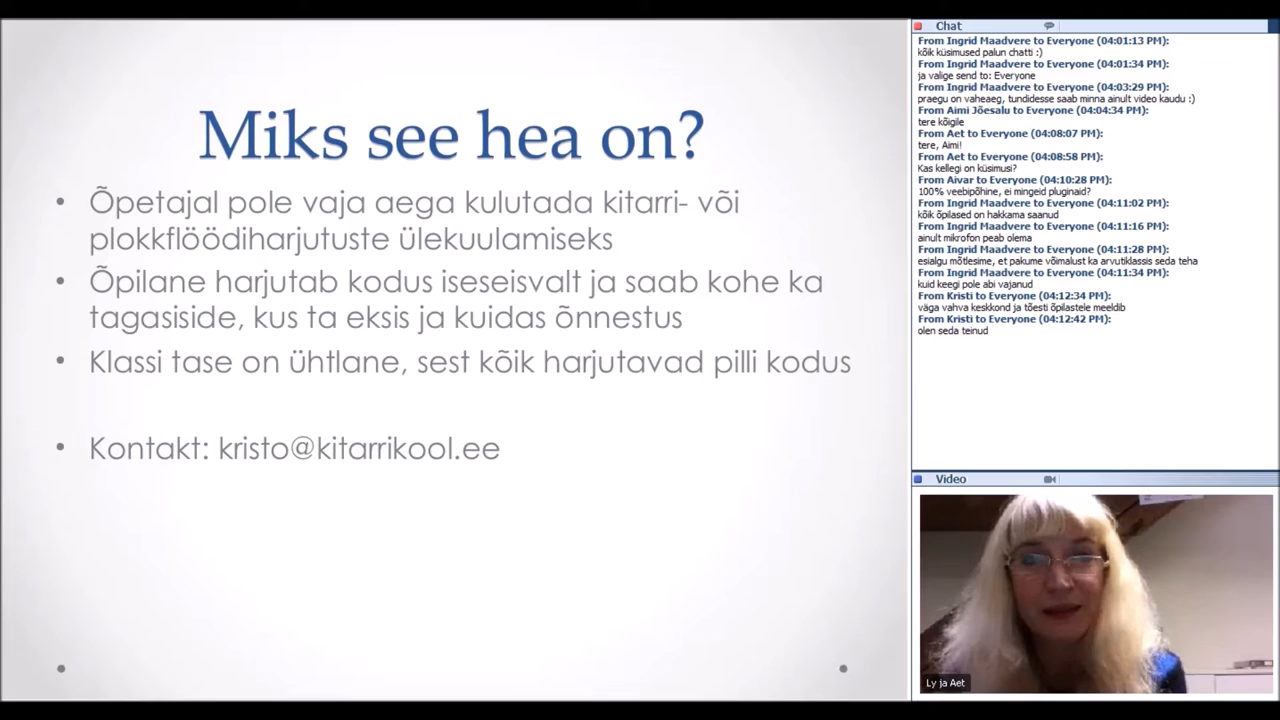 Miks see hea on?
• Õpetajal pole vaja aega kulutada kitarri- või
plokkflöödiharjutuste ülekuulamiseks
• Õpilane harjutab kodus iseseisvalt ja saab kohe ka
tagasiside, kus ta eksis ja kuidas õnnestus
• Klassi tase on ühtlane, sest kõik harjutavad pilli kodus
• Kontakt: kristo@kitarrikool.ee
Chat
From Ingrid Maadvere to Everyone (04:01:13 PM):
kõik küsimused palun chatti :)
From Ingrid Maadvere to Everyone (04:01:34 PM):
ja valige send to: Everyone
From Ingrid Maadvere to Everyone (04:03:29 PM):
praegu on vaheaeg, tundidesse saab minna ainult video kaudu :)
From Aimi Jõesalu to Everyone (04:04:34 PM):
tere kõigile
From Aet to Everyone (04:08:07 PM):
tere, Aimi!
From Aet to Everyone (04:08:58 PM):
Kas kellegi on küsimusi?
From Aivar to Everyone (04:10:28 PM):
100% veebipõhine, ei mingeid pluginaid?
From Ingrid Maadvere to Everyone (04:11:02 PM):
kõik õpilased on hakkama saanud
From Ingrid Maadvere to Everyone (04:11:16 PM):
ainult mikrofon peab olema
From Ingrid Maadvere to Everyone (04:11:28 PM):
esialgu mõtlesime, et pakume võimalust ka arvutiklassis seda teha
From Ingrid Maadvere to Everyone (04:11:34 PM):
kuid keegi pole abi vajanud
From Kristi to Everyone (04:12:34 PM):
väga vahva keskkond ja tõesti õpilastele meeldib
From Kristi to Everyone (04:12:42 PM):
olen seda teinud
Video
Ly ja Aet